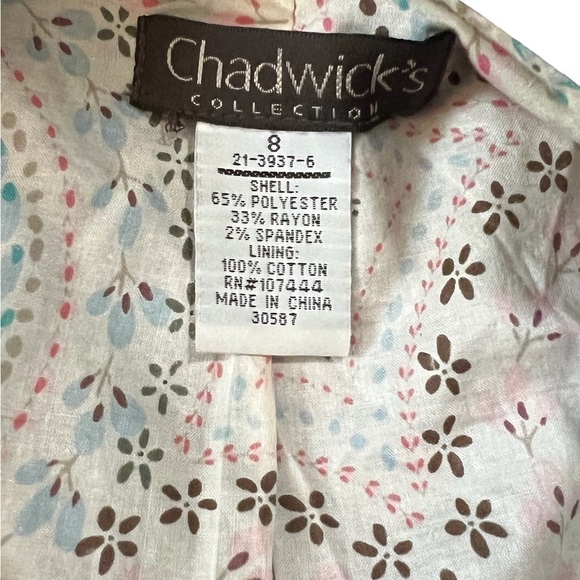 Chadwick's
COLLECTION
8
21-3937-6
SHELL:
65% POLYESTER
33% RAYON
2% SPANDEX
LINING:
100% COTTON
RN#107444
MADE IN CHINA
30587